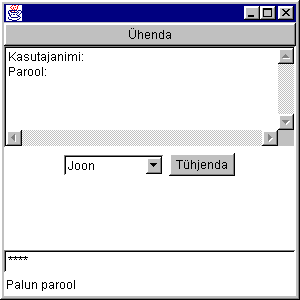 Ühenda
Kasutajanimi:
Parool:
Joon
Tühjenda
****
Palun parool